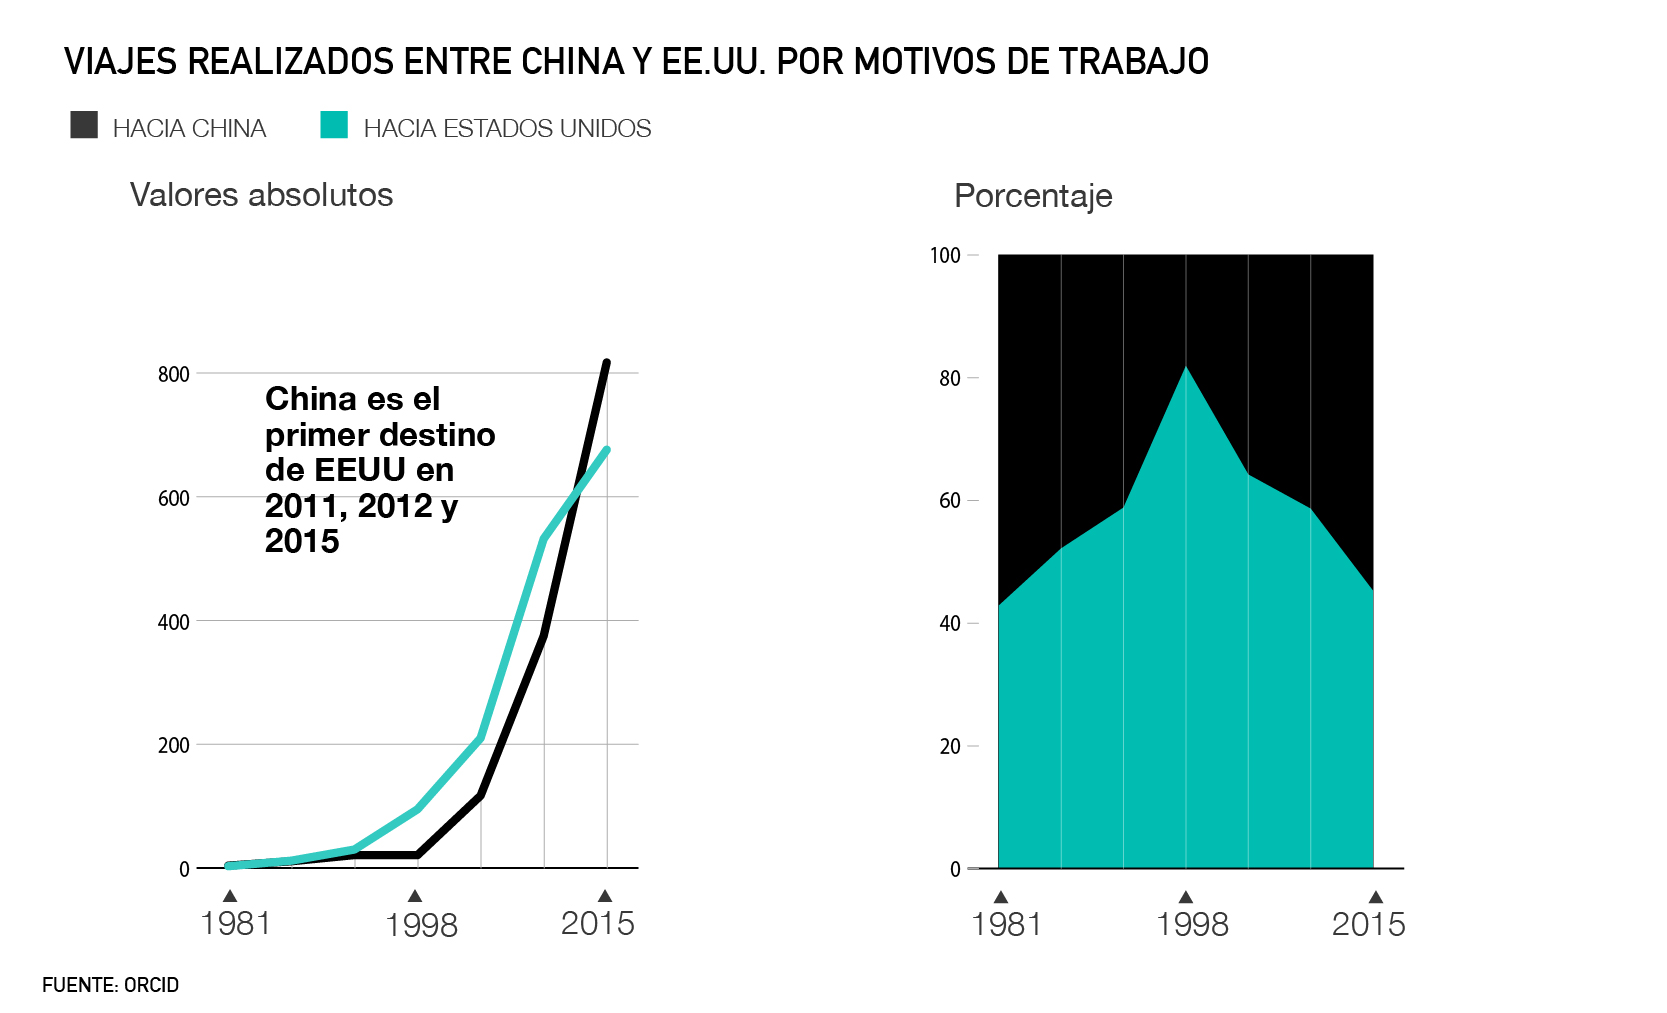 VIAJES REALIZADOS ENTRE CHINA Y EE.UU. POR MOTIVOS DE TRABAJO
HACIA CHINA
HACIA ESTADOS UNIDOS
Valores absolutos
800
600
400
200
0
China es el
primer destino
de EEUU en
2011, 2012 y
2015
1981
1998
2015
Porcentaje
100
80
60
40
20
0
1981
1998
2015
FUENTE: ORCID